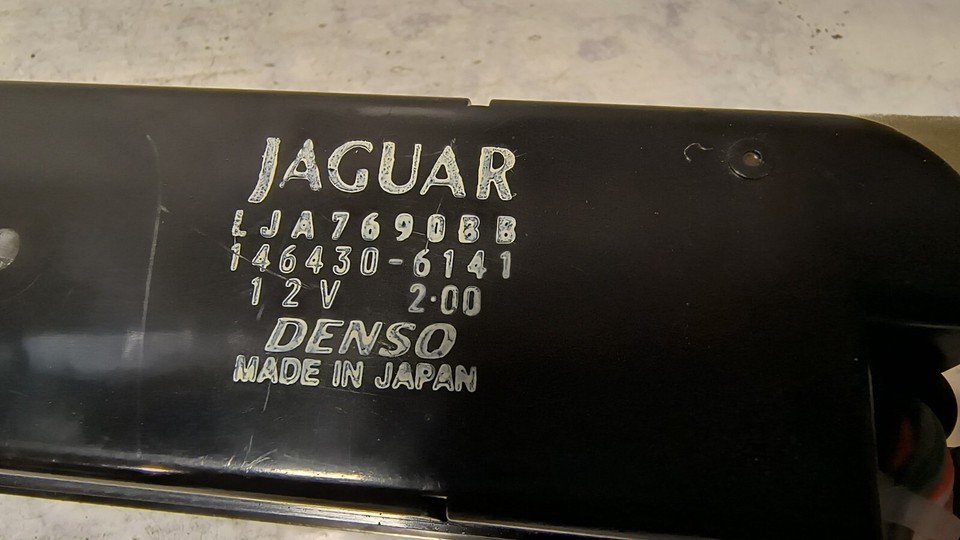 JAGUAR
LJA7690BB
146430-6141
12V 2·00
DENSO
MADE IN JAPAN